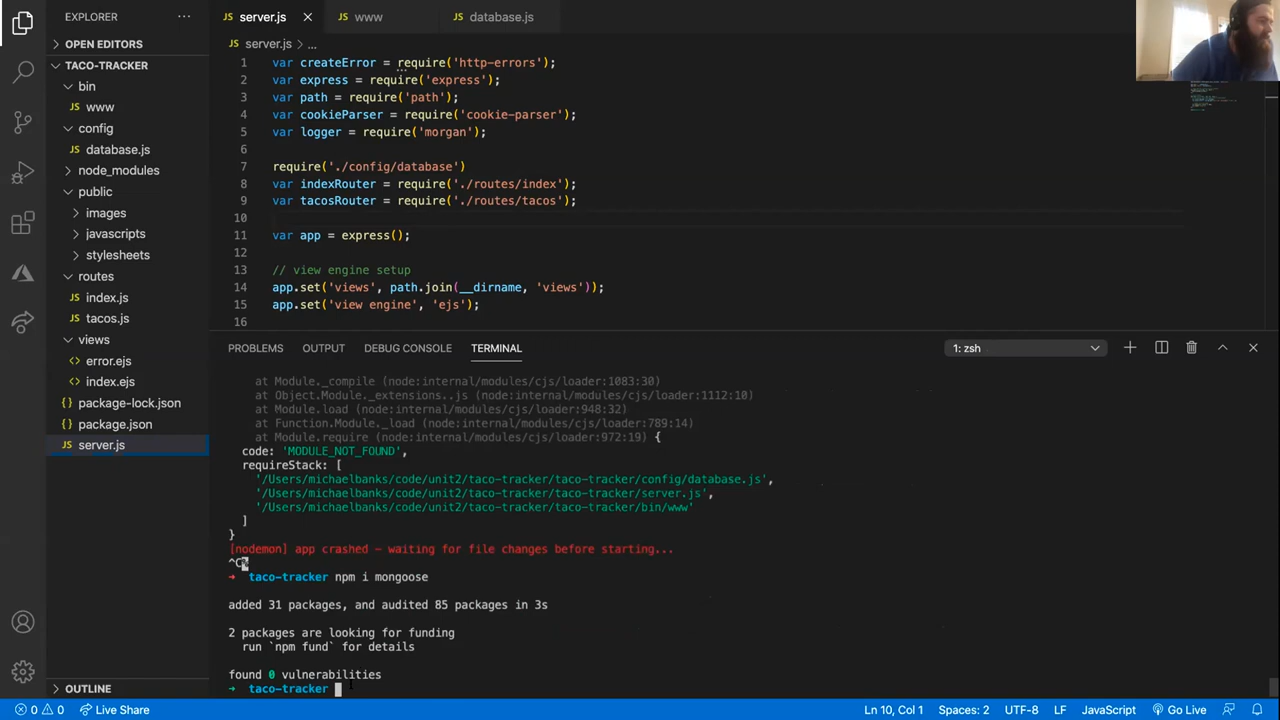 EXPLORER
OPEN EDITORS
TACO-TRACKER
bin
JS www
config
JS database.js
node_modules
public
images
javascripts
stylesheets
routes
JS index.js
JS tacos.js
views
<> error.ejs
<> index.ejs
{} package-lock.json
{} package.json
JS server.js
OUTLINE
JS server.js
JS www
JS database.js
JS server.js > ...
1 var createError = require('http-errors');
2 var express = require('express');
3 var path = require('path');
4 var cookieParser = require('cookie-parser');
5 var logger = require('morgan');
6
7 require('./config/database')
8 var indexRouter = require('./routes/index');
9 var tacosRouter = require('./routes/tacos');
10
11 var app = express();
12
13 // view engine setup
14 app.set('views', path.join(__dirname, 'views'));
15 app.set('view engine', 'ejs');
16
PROBLEMS OUTPUT DEBUG CONSOLE TERMINAL 1: zsh
at Module._compile (node:internal/modules/cjs/loader:1083:30)
at Object.Module._extensions..js (node:internal/modules/cjs/loader:1112:10)
at Module.load (node:internal/modules/cjs/loader:948:32)
at Function.Module._load (node:internal/modules/cjs/loader:789:14)
at Module.require (node:internal/modules/cjs/loader:972:19) {
code: 'MODULE_NOT_FOUND',
requireStack: [
'/Users/michaelbanks/code/unit2/taco-tracker/taco-tracker/config/database.js',
'/Users/michaelbanks/code/unit2/taco-tracker/taco-tracker/server.js',
'/Users/michaelbanks/code/unit2/taco-tracker/taco-tracker/bin/www'
]
}
[nodemon] app crashed - waiting for file changes before starting...
^C%
→ taco-tracker npm i mongoose
added 31 packages, and audited 85 packages in 3s
2 packages are looking for funding
run `npm fund` for details
found 0 vulnerabilities
→ taco-tracker
0 0 Live Share Ln 10, Col 1 Spaces: 2 UTF-8 LF JavaScript Go Live